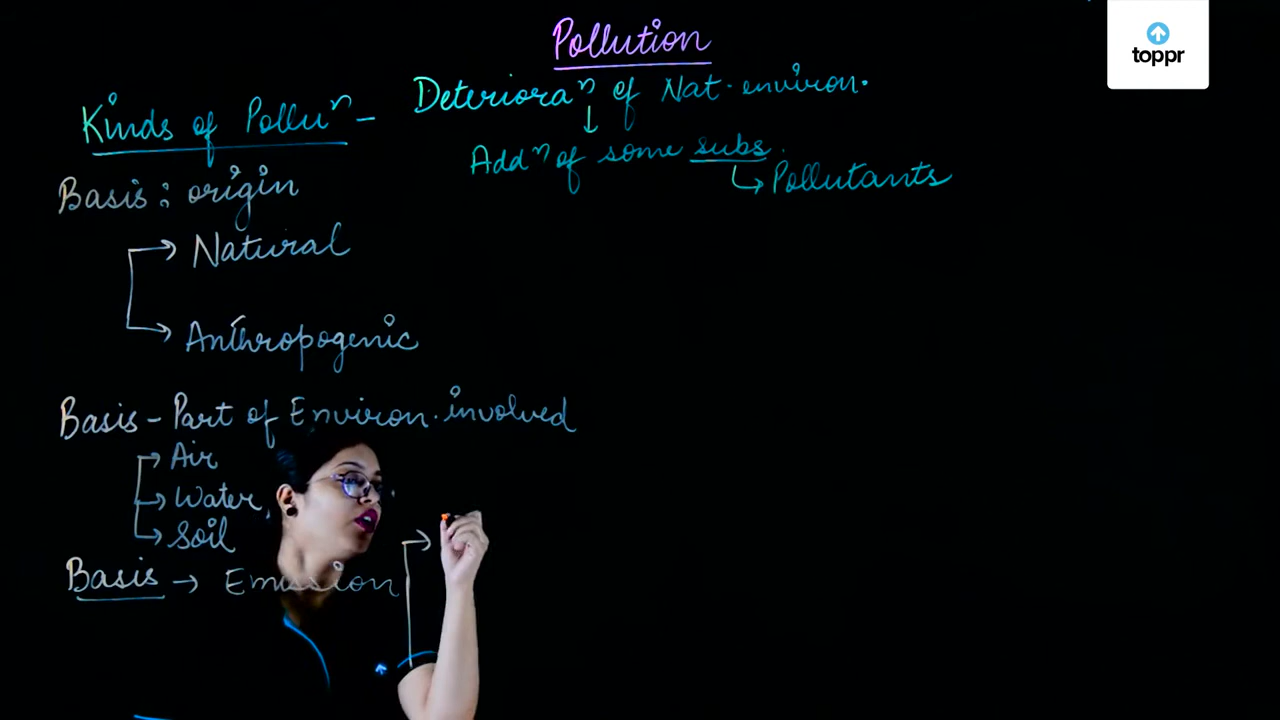 Pollution
toppr
Deterioraⁿ of Nat. environ.
Kinds of Polluⁿ -
Addⁿ of some subs.
Pollutants
Basis : origin
Natural
Anthropogenic
Basis - Part of Environ. involved
Air
Water,
Soil
Basis → Emission